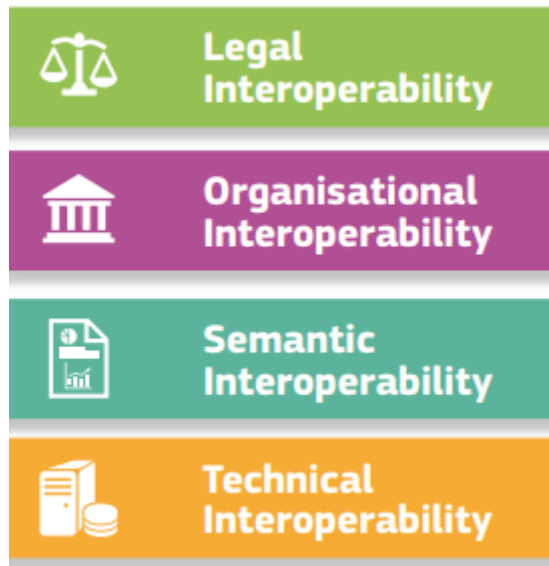 Legal
Interoperability
Organisational
Interoperability
Semantic
Interoperability
Technical
Interoperability